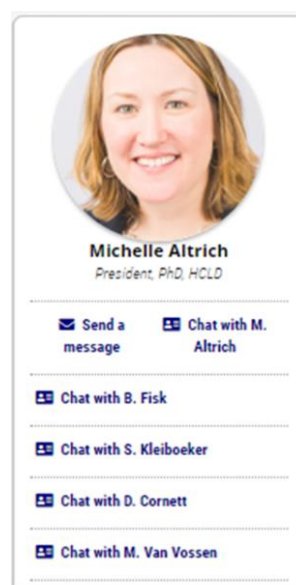 Michelle Altrich
President, PhD, HCLD
Send a
message
Chat with M.
Altrich
Chat with B. Fisk
Chat with S. Kleiboeker
Chat with D. Cornett
Chat with M. Van Vossen